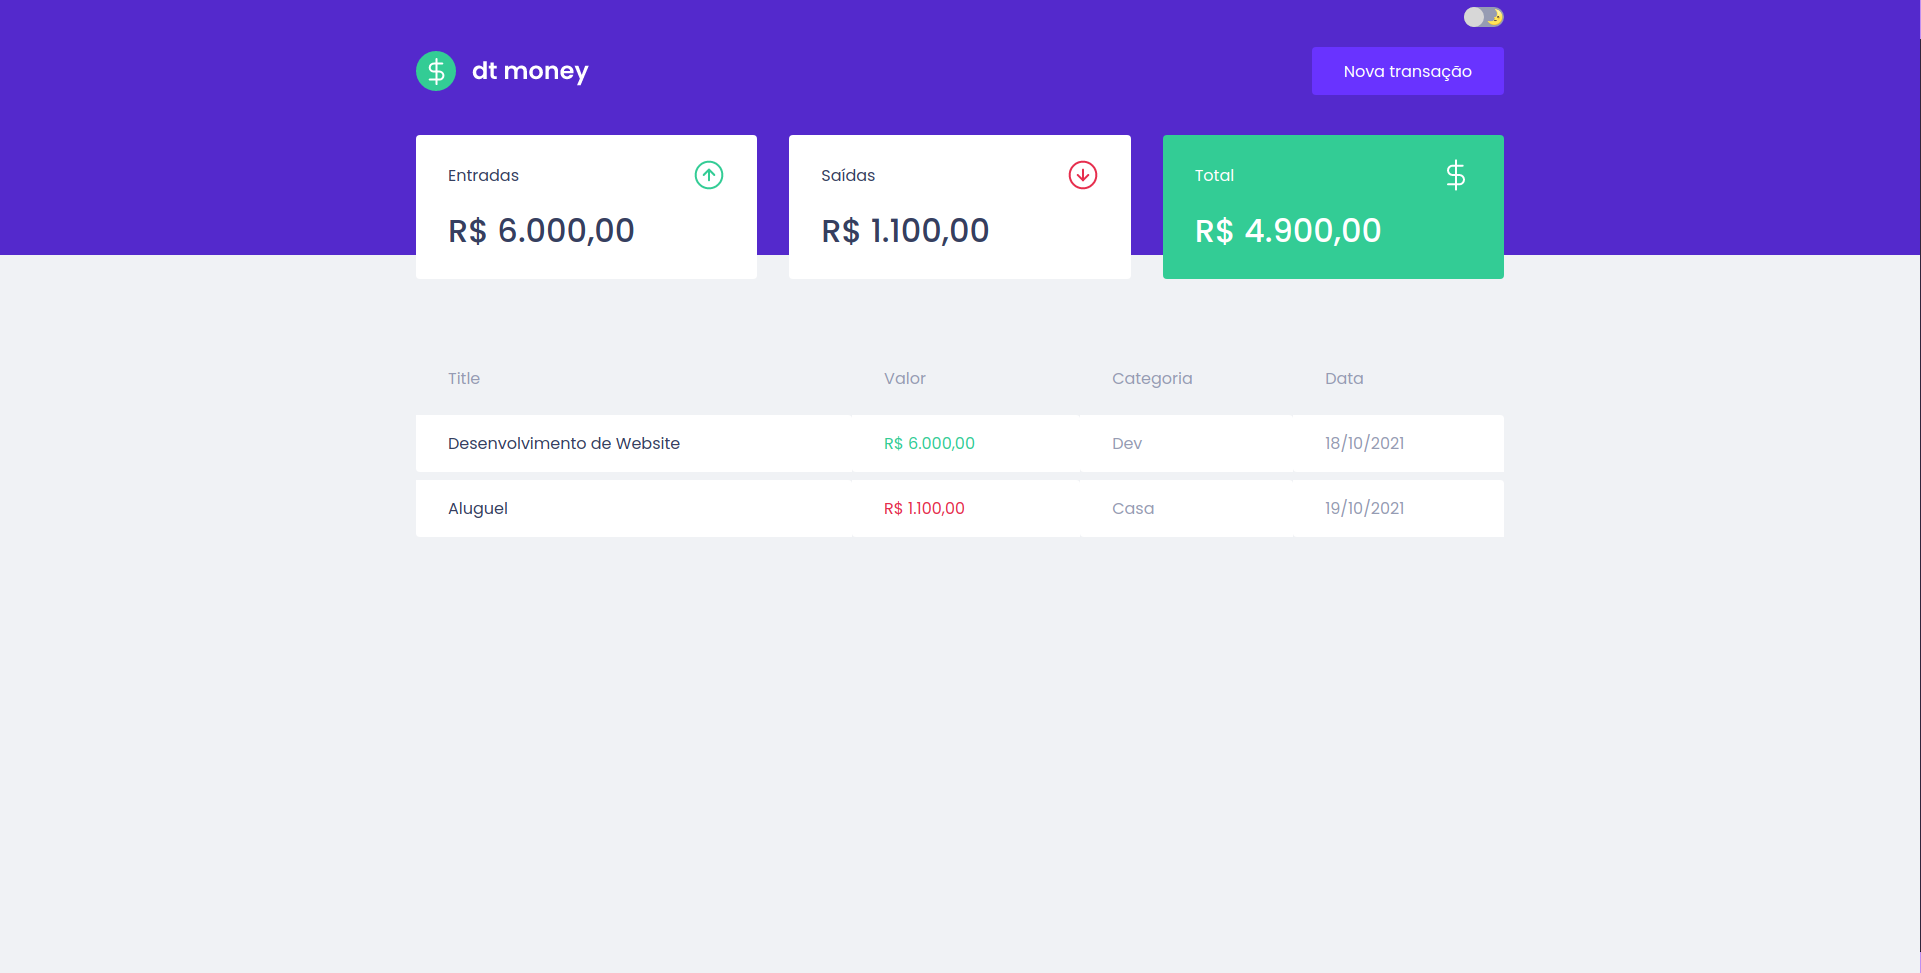 dt money
Nova transação
Entradas
R$ 6.000,00
Saídas
R$ 1.100,00
Total
R$ 4.900,00
Title Valor Categoria Data
Desenvolvimento de Website R$ 6.000,00 Dev 18/10/2021
Aluguel R$ 1.100,00 Casa 19/10/2021